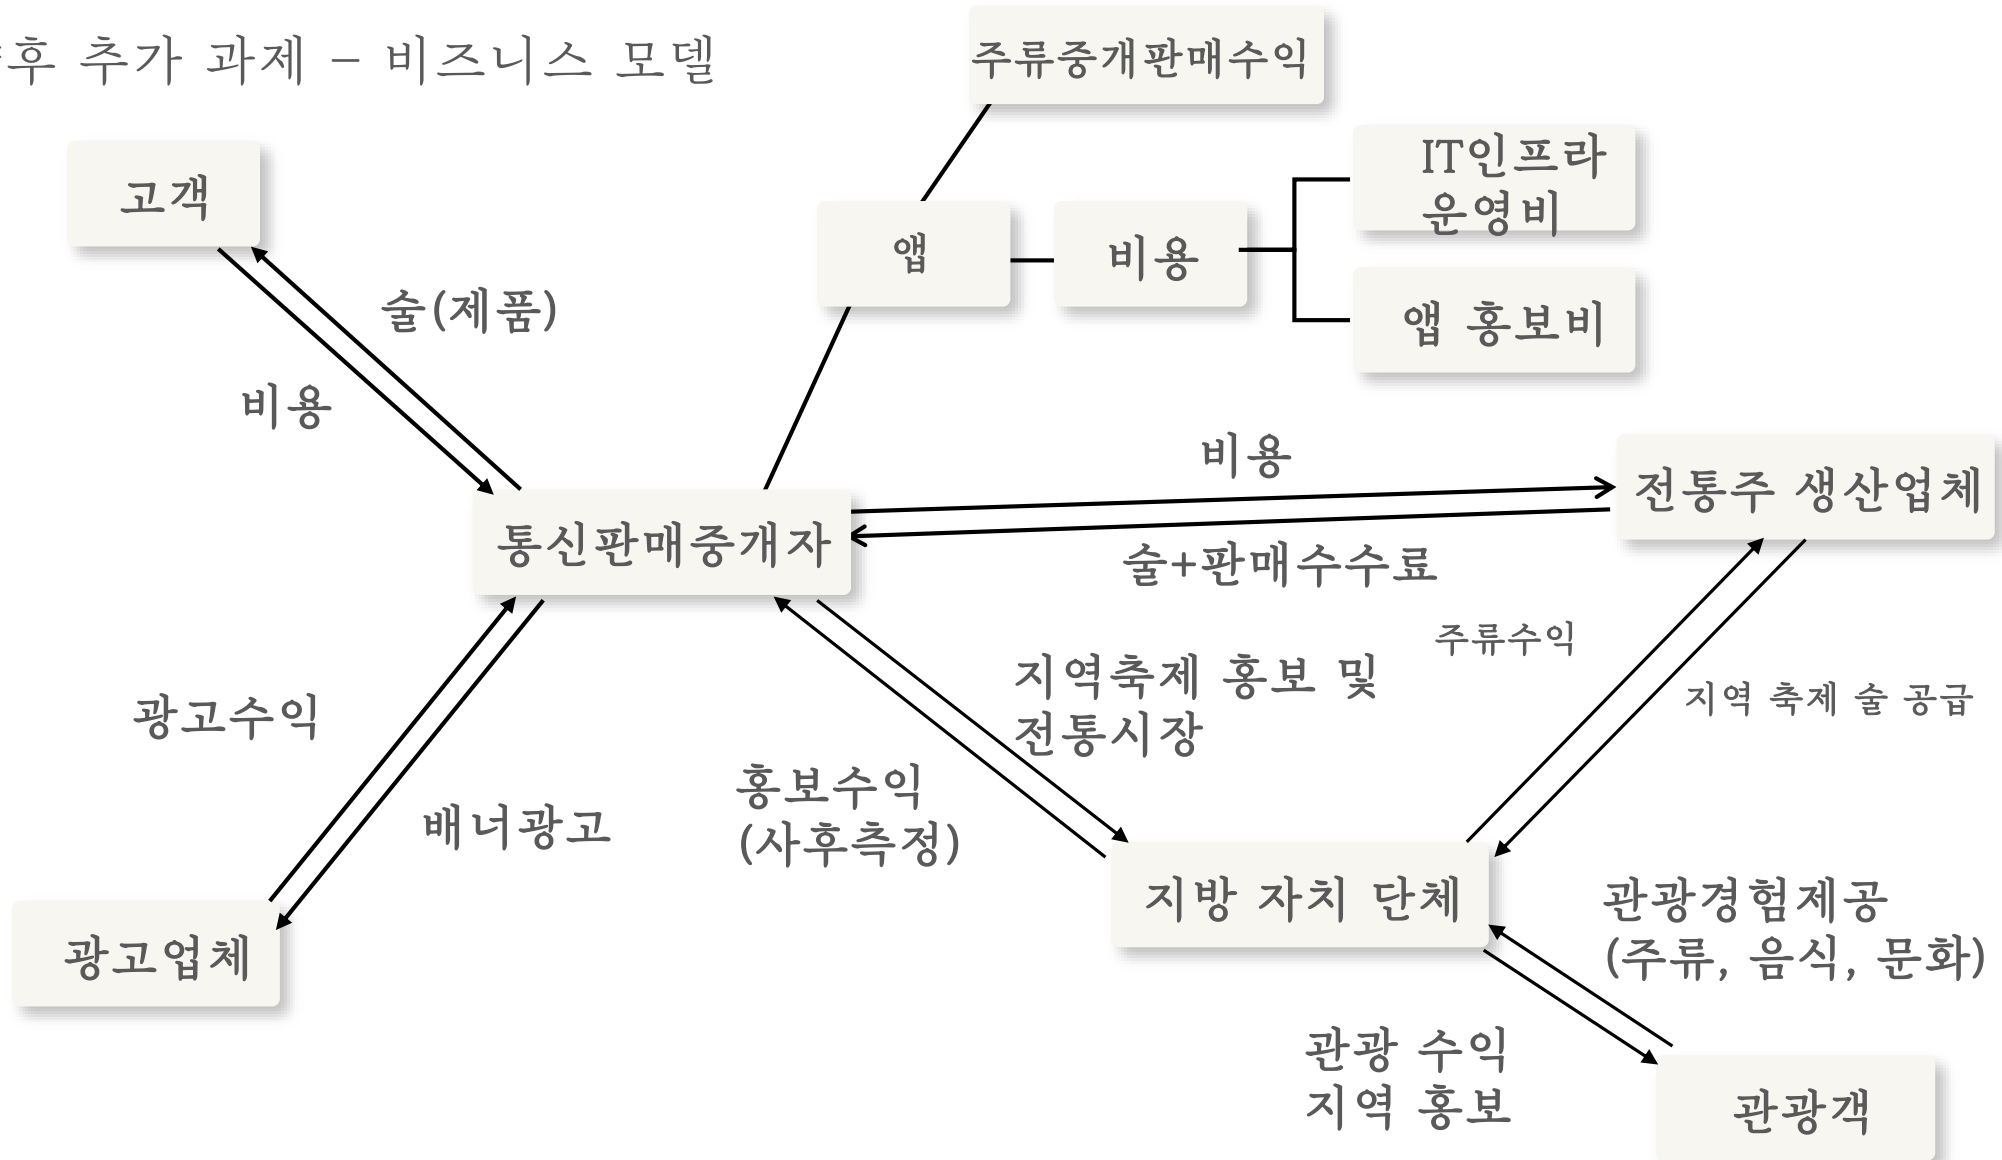 후 추가 과제 – 비즈니스 모델
주류중개판매수익
고객
앱
비용
IT인프라
운영비
앱 홍보비
술(제품)
비용
비용
전통주 생산업체
통신판매중개자
술+판매수수료
주류수익
지역축제 홍보 및
전통시장
지역 축제 술 공급
광고수익
홍보수익
(사후측정)
배너광고
지방 자치 단체
관광경험제공
(주류, 음식, 문화)
광고업체
관광 수익
지역 홍보
관광객